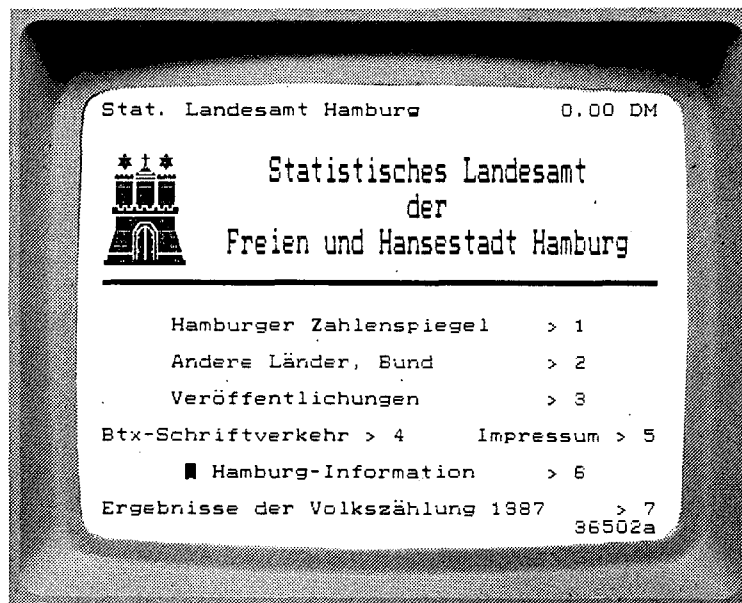 Stat. Landesamt Hamburg 0.00 DM
Statistisches Landesamt
der
Freien und Hansestadt Hamburg
Hamburger Zahlenspiegel > 1
Andere Länder, Bund > 2
Veröffentlichungen > 3
Btx-Schriftverkehr > 4 Impressum > 5
Hamburg-Information > 6
Ergebnisse der Volkszählung 1987 > 7
36502a